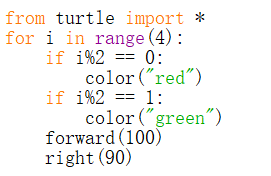 from turtle import *
for i in range(4):
    if i%2 == 0:
        color("red")
    if i%2 == 1:
        color("green")
    forward(100)
    right(90)